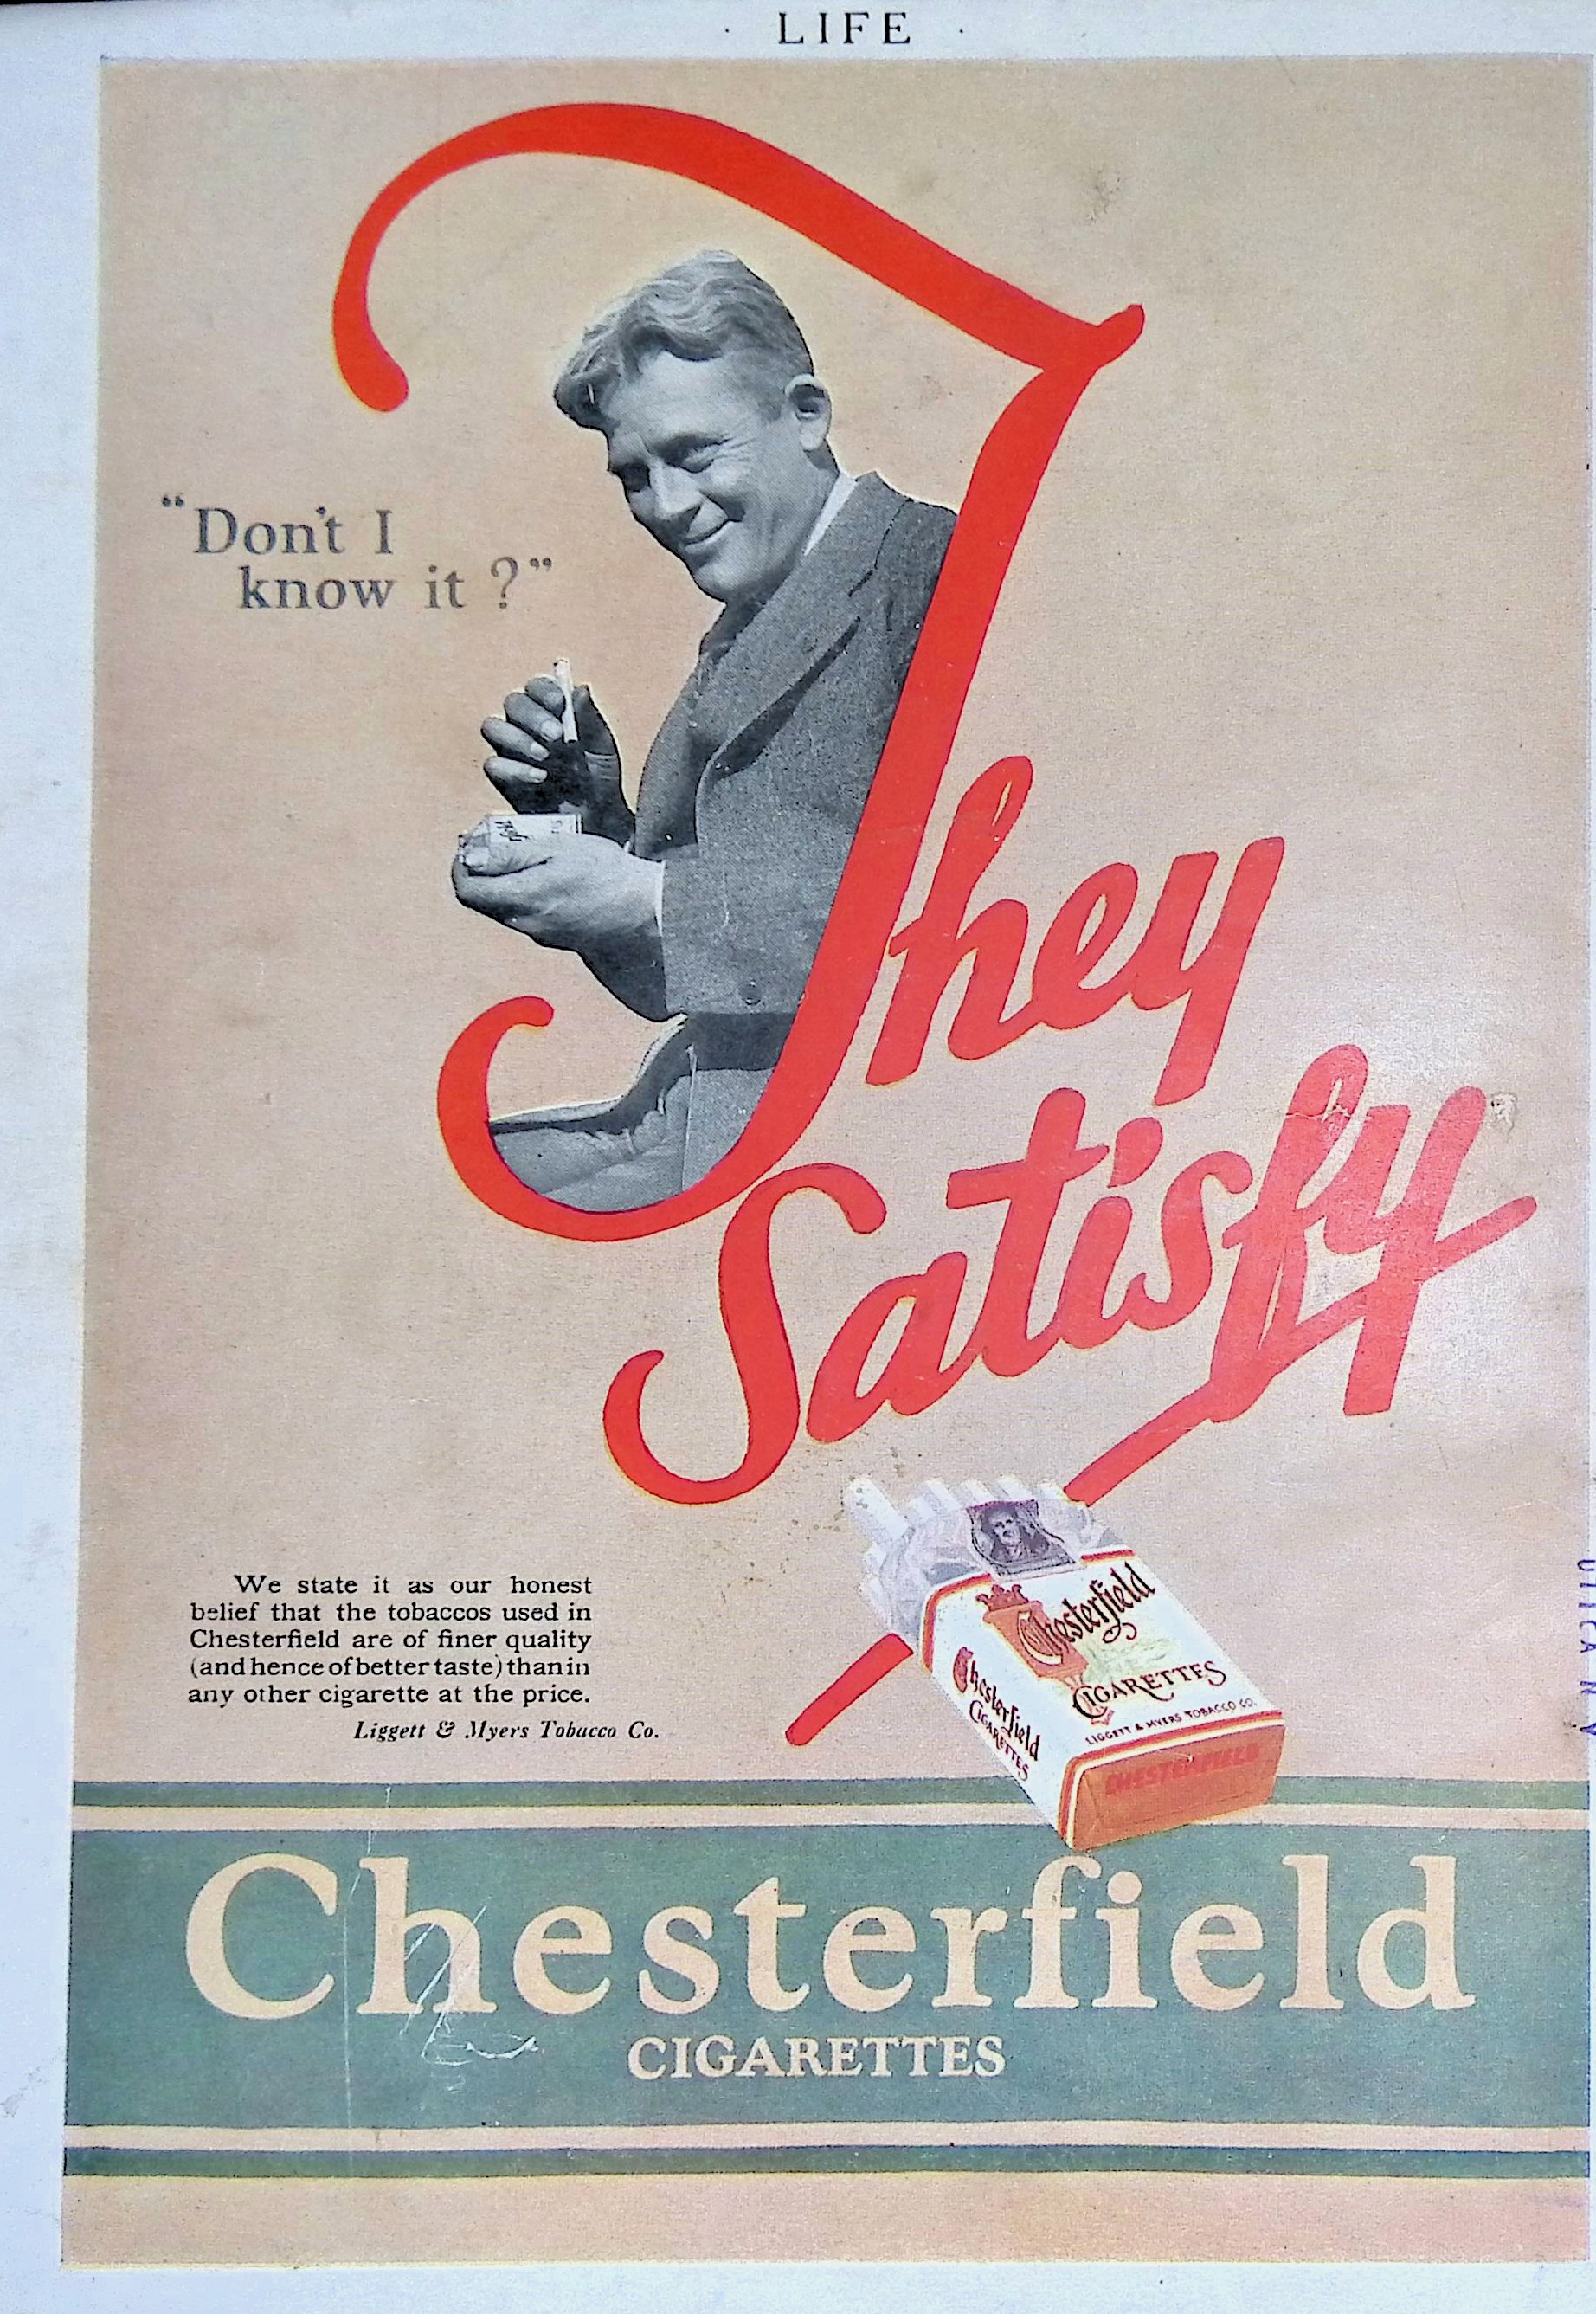 · LIFE ·
"Don't I
know it?"
They
Satisfy
We state it as our honest
belief that the tobaccos used in
Chesterfield are of finer quality
(and hence of better taste) than in
any other cigarette at the price.
Liggett & Myers Tobacco Co.
Chesterfield
CIGARETTES
LIGGETT & MYERS TOBACCO CO.
Chesterfield
CIGARETTES
CHESTERFIELD
Chesterfield
CIGARETTES
UTICA N Y